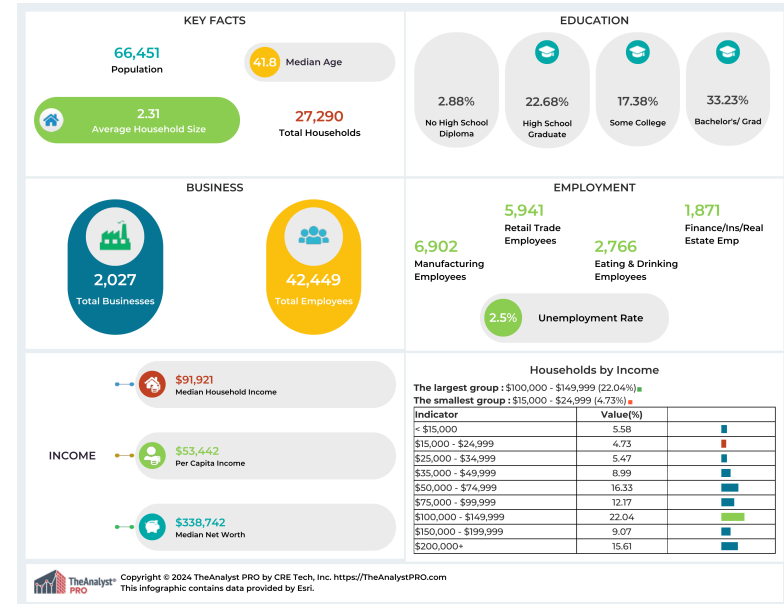 KEY FACTS
66,451
Population
41.8
Median Age
2.31
Average Household Size
27,290
Total Households
EDUCATION
2.88%
No High School
Diploma
22.68%
High School
Graduate
17.38%
Some College
33.23%
Bachelor's/ Grad
BUSINESS
2,027
Total Businesses
42,449
Total Employees
EMPLOYMENT
6,902
Manufacturing
Employees
5,941
Retail Trade
Employees
2,766
Eating & Drinking
Employees
1,871
Finance/Ins/Real
Estate Emp
2.5%
Unemployment Rate
INCOME
$91,921
Median Household Income
$53,442
Per Capita Income
$338,742
Median Net Worth
Households by Income
The largest group : $100,000 - $149,999 (22.04%)
The smallest group : $15,000 - $24,999 (4.73%)
Indicator Value(%)
< $15,000 5.58
$15,000 - $24,999 4.73
$25,000 - $34,999 5.47
$35,000 - $49,999 8.99
$50,000 - $74,999 16.33
$75,000 - $99,999 12.17
$100,000 - $149,999 22.04
$150,000 - $199,999 9.07
$200,000+ 15.61
TheAnalyst®
PRO
Copyright © 2024 TheAnalyst PRO by CRE Tech, Inc. https://TheAnalystPRO.com
This infographic contains data provided by Esri.